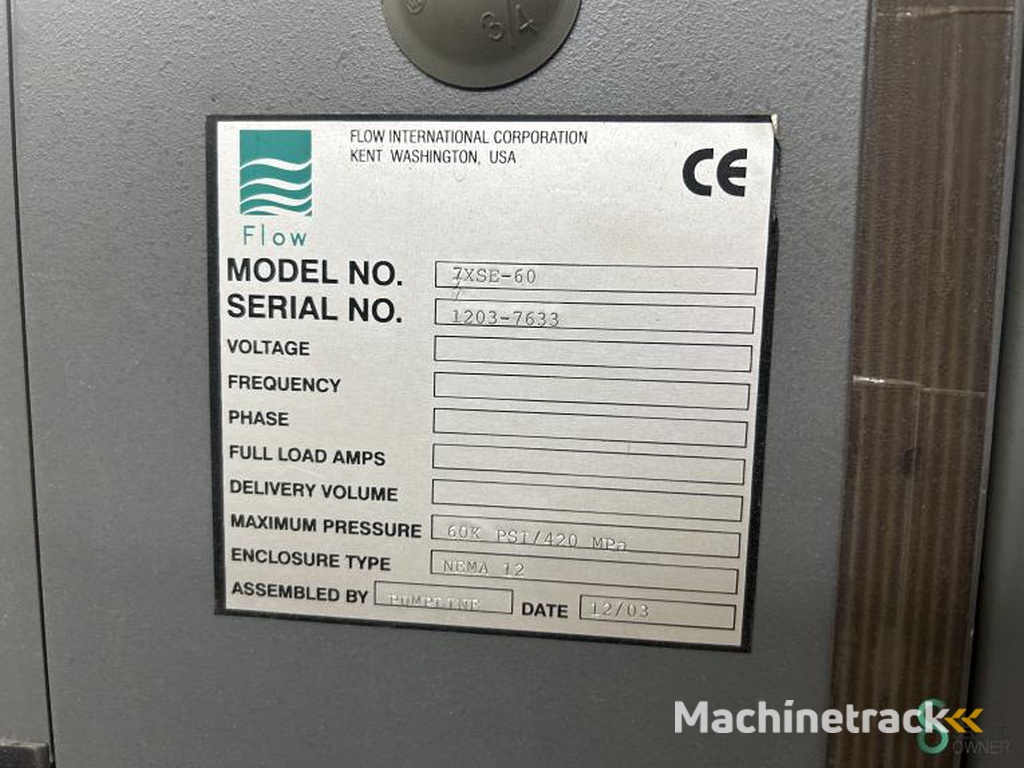 3/4
FLOW INTERNATIONAL CORPORATION
KENT WASHINGTON, USA
CE
Flow
MODEL NO. 7XSE-60
SERIAL NO. 1203-7633
VOLTAGE
FREQUENCY
PHASE
FULL LOAD AMPS
DELIVERY VOLUME
MAXIMUM PRESSURE 60K PSI/420 MPa
ENCLOSURE TYPE NEMA 12
ASSEMBLED BY PUMPLINE DATE 12/03
Machinetrack
OWNER